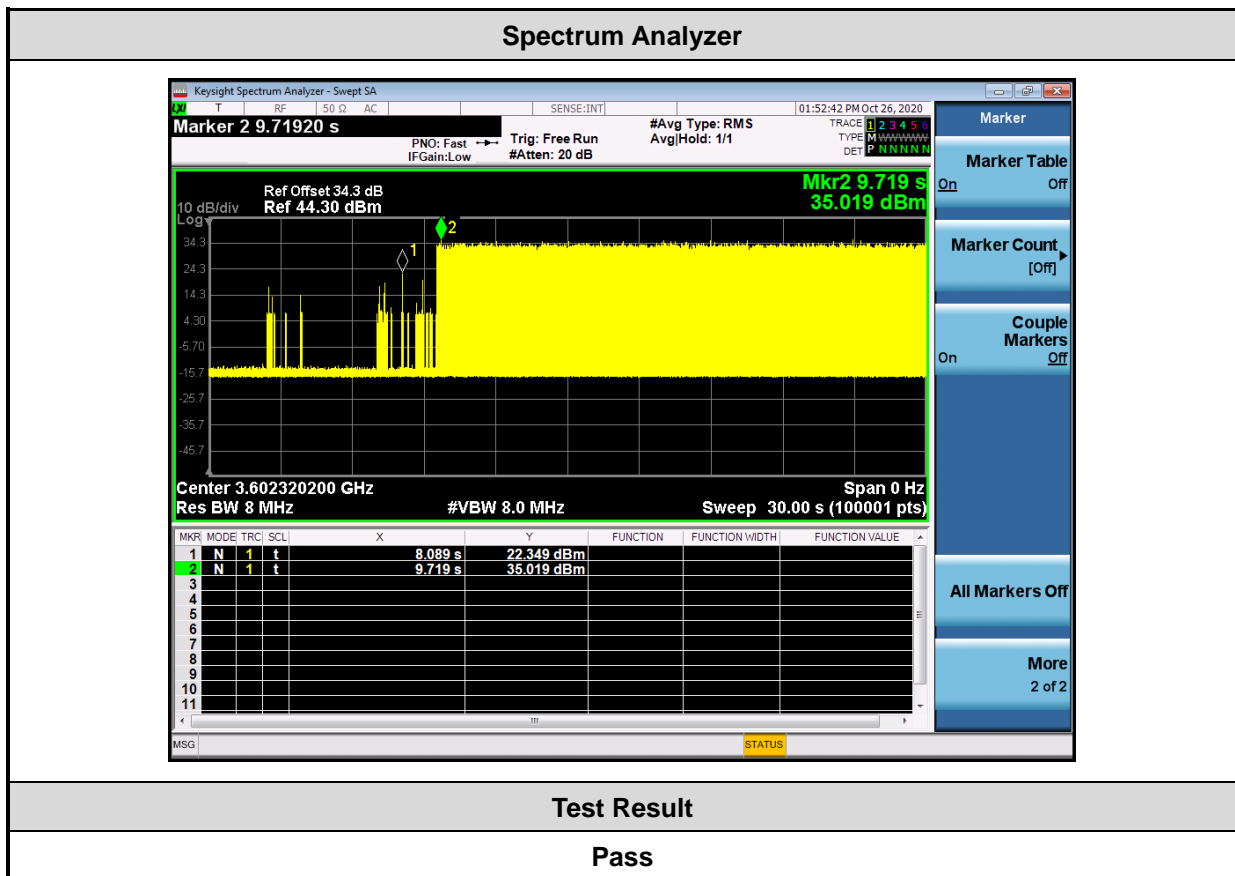 Spectrum Analyzer
Keysight Spectrum Analyzer - Swept SA
LXI T RF 50 Ω AC SENSE:INT 01:52:42 PM Oct 26, 2020
Marker 2 9.71920 s
PNO: Fast
IFGain:Low
Trig: Free Run
#Atten: 20 dB
#Avg Type: RMS
Avg|Hold: 1/1
TRACE 1 2 3 4 5 6
TYPE M W W W W W
DET P N N N N N
Mkr2 9.719 s
35.019 dBm
Ref Offset 34.3 dB
10 dB/div Ref 44.30 dBm
Log
34.3
24.3
14.3
4.30
-5.70
-15.7
-25.7
-35.7
-45.7
1
2
Center 3.602320200 GHz Span 0 Hz
Res BW 8 MHz #VBW 8.0 MHz Sweep 30.00 s (100001 pts)
MKR MODE TRC SCL X Y FUNCTION FUNCTION WIDTH FUNCTION VALUE
1 N 1 t 8.089 s 22.349 dBm
2 N 1 t 9.719 s 35.019 dBm
3
4
5
6
7
8
9
10
11
MSG STATUS
Marker
Marker Table
On Off
Marker Count
[Off]
Couple
Markers
On Off
All Markers Off
More
2 of 2
Test Result
Pass